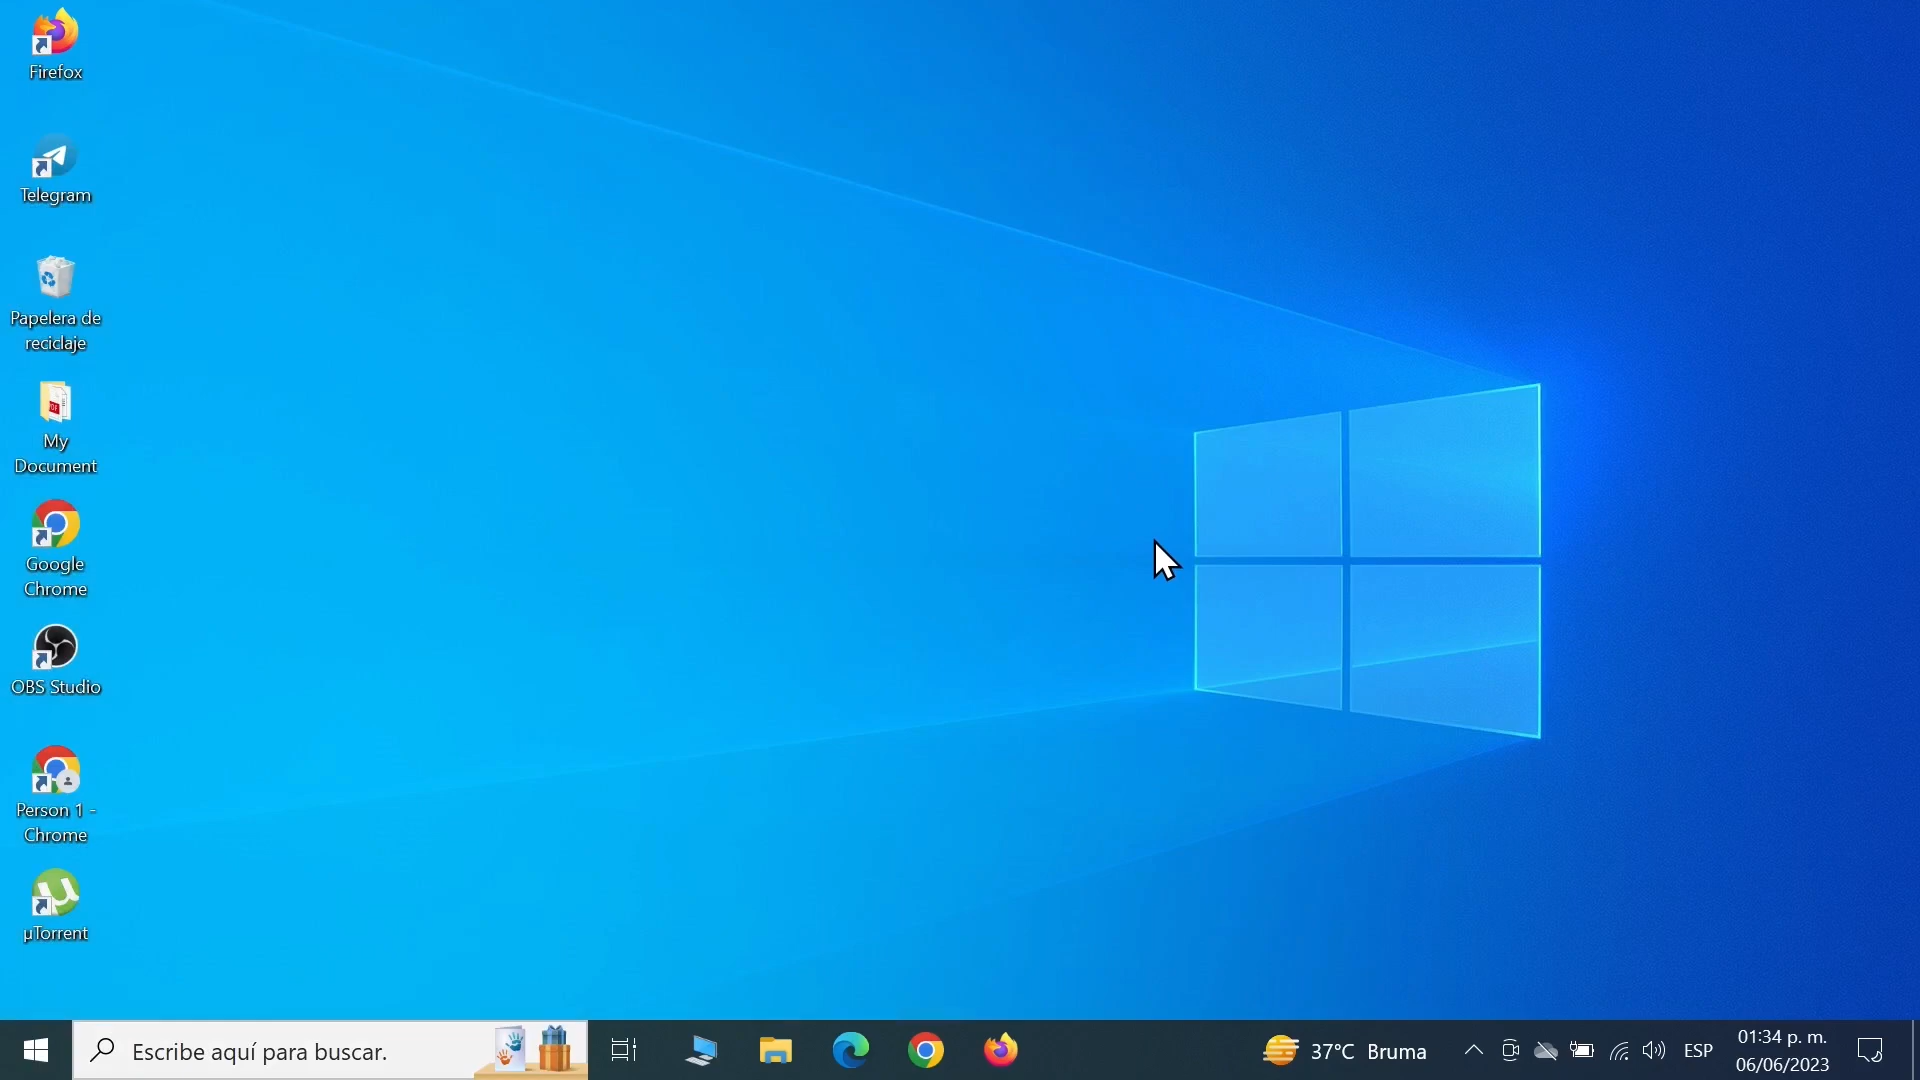 Firefox
Telegram
Papelera de
reciclaje
My
Document
Google
Chrome
OBS Studio
Person 1 -
Chrome
µTorrent
Escribe aquí para buscar.
37°C Bruma
ESP
01:34 p. m.
06/06/2023